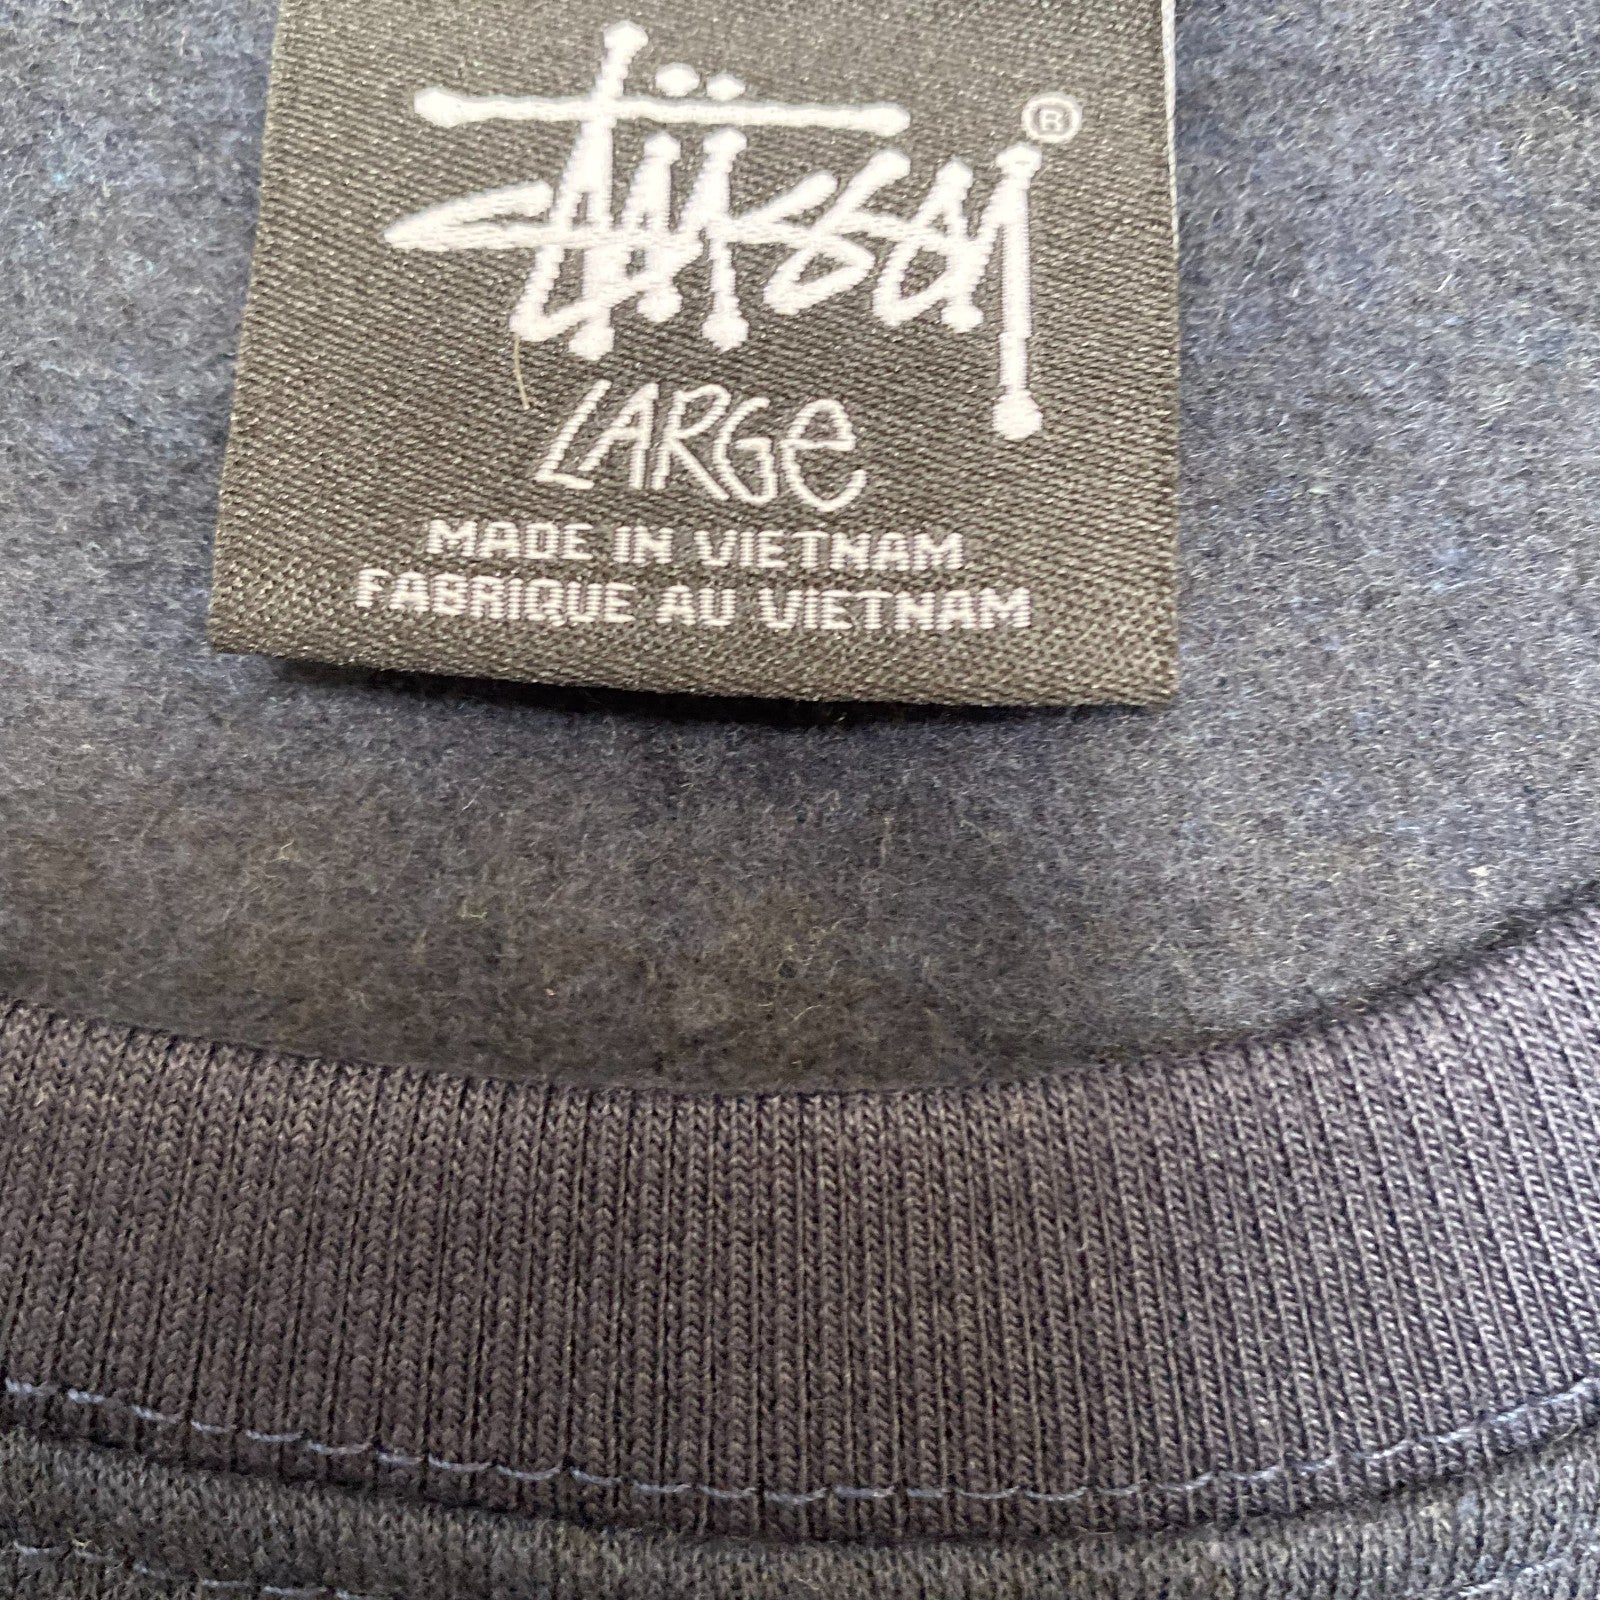 Stüssy ®
LARGe
MADE IN VIETNAM
FABRIQUE AU VIETNAM